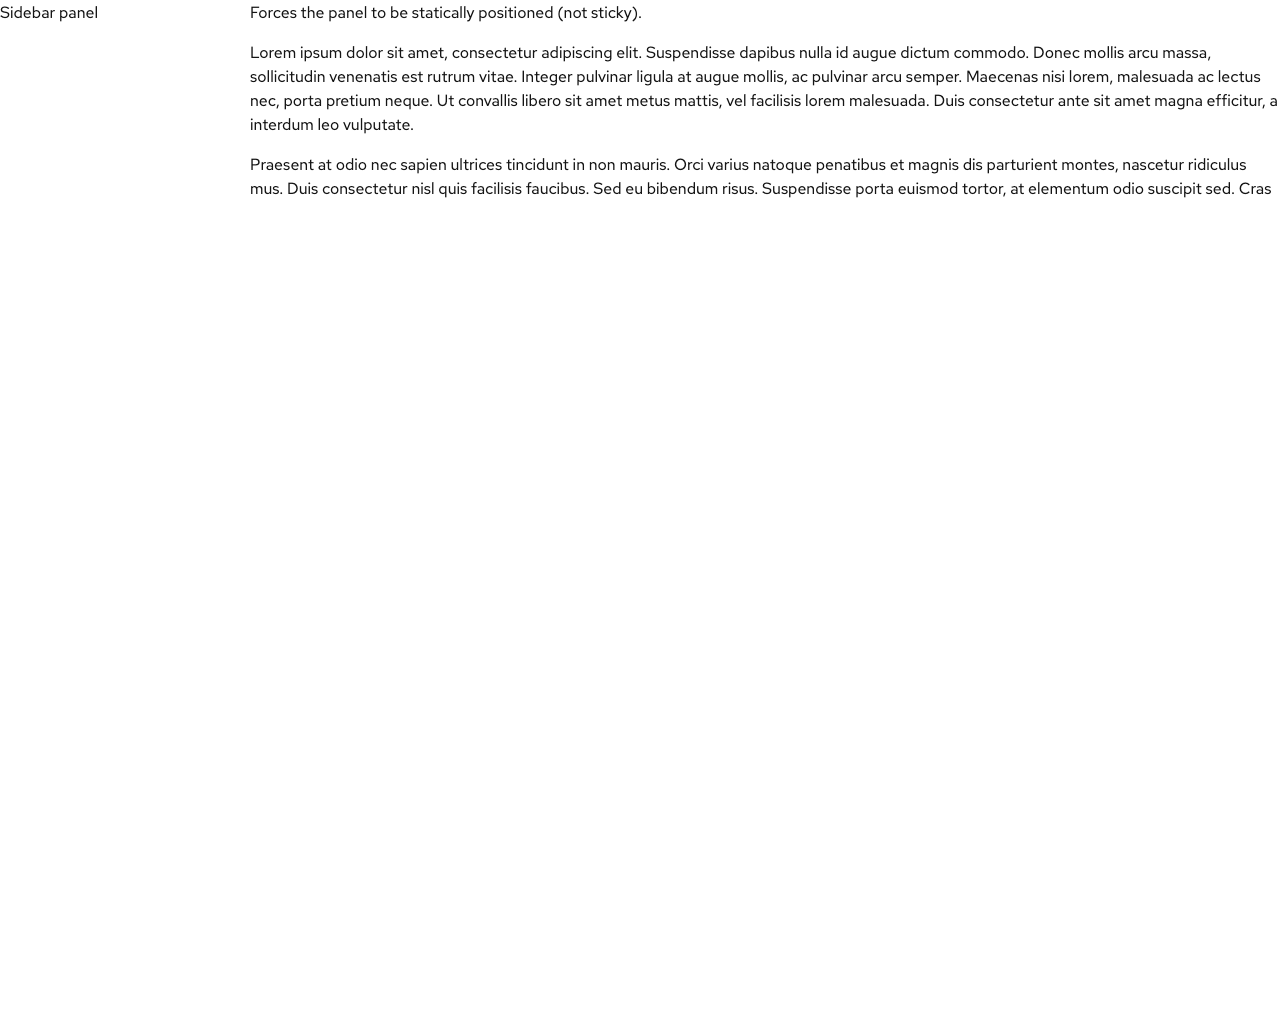 Sidebar panel
Forces the panel to be statically positioned (not sticky).
Lorem ipsum dolor sit amet, consectetur adipiscing elit. Suspendisse dapibus nulla id augue dictum commodo. Donec mollis arcu massa,
sollicitudin venenatis est rutrum vitae. Integer pulvinar ligula at augue mollis, ac pulvinar arcu semper. Maecenas nisi lorem, malesuada ac lectus
nec, porta pretium neque. Ut convallis libero sit amet metus mattis, vel facilisis lorem malesuada. Duis consectetur ante sit amet magna efficitur, a
interdum leo vulputate.
Praesent at odio nec sapien ultrices tincidunt in non mauris. Orci varius natoque penatibus et magnis dis parturient montes, nascetur ridiculus
mus. Duis consectetur nisl quis facilisis faucibus. Sed eu bibendum risus. Suspendisse porta euismod tortor, at elementum odio suscipit sed. Cras